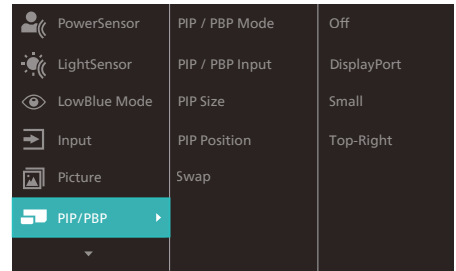 PowerSensor PIP / PBP Mode Off
LightSensor PIP / PBP Input DisplayPort
LowBlue Mode PIP Size Small
Input PIP Position Top-Right
Picture Swap
PIP/PBP